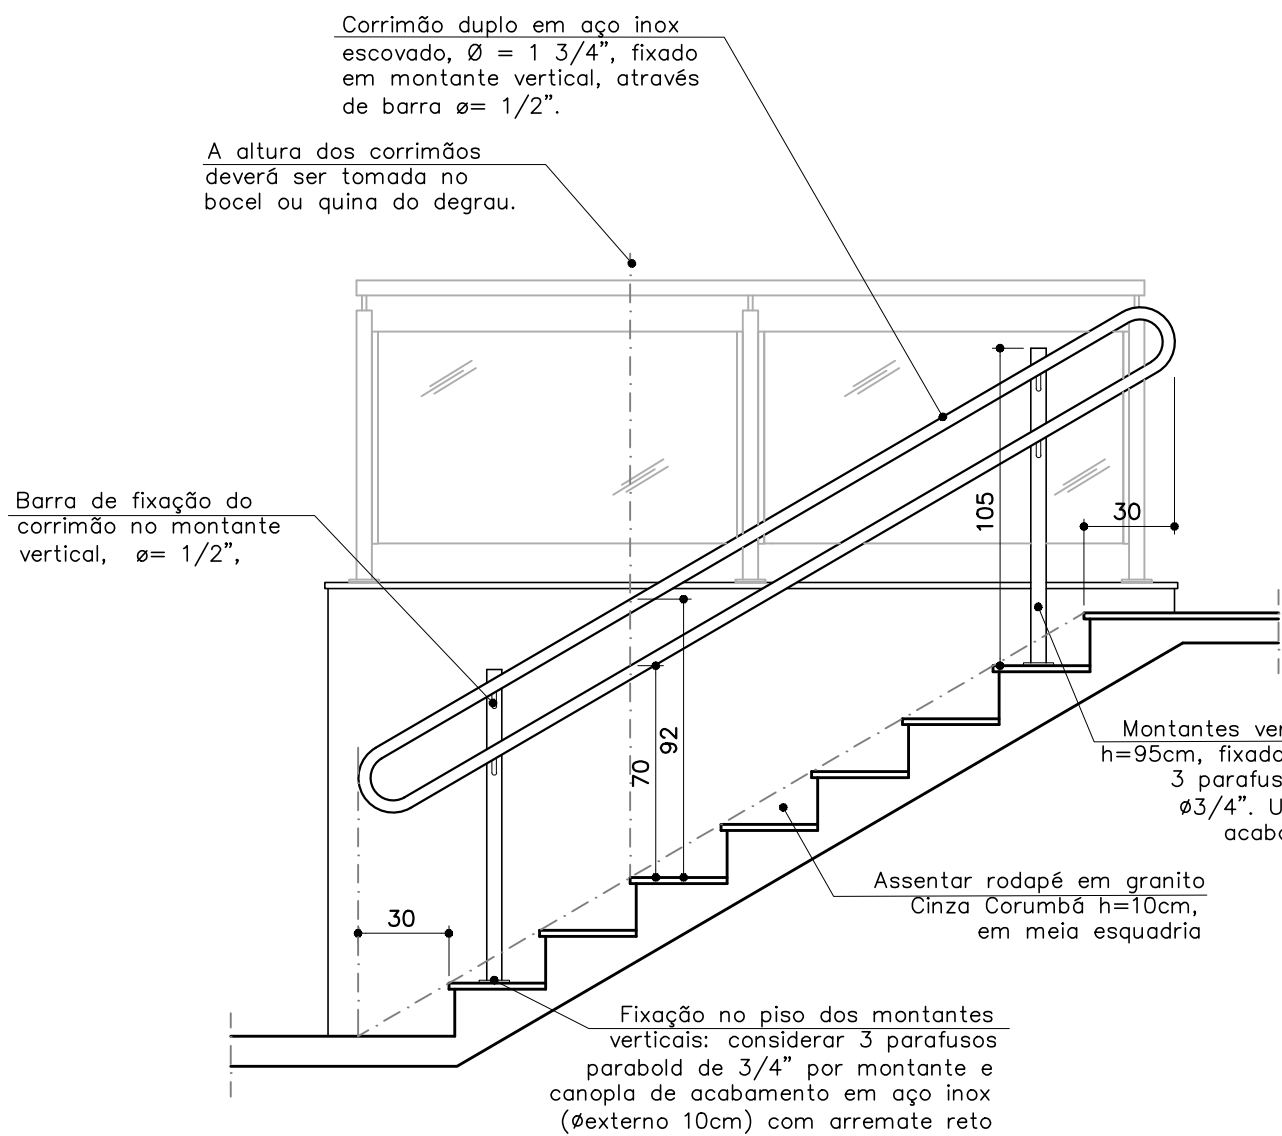 Corrimão duplo em aço inox
escovado, Ø = 1 3/4”, fixado
em montante vertical, através
de barra ø= 1/2”.
A altura dos corrimãos
deverá ser tomada no
bocel ou quina do degrau.
Barra de fixação do
corrimão no montante
vertical, ø= 1/2”,
105
30
92
70
30
Montantes ver
h=95cm, fixado
3 parafus
ø3/4”. U
acabo
Assentar rodapé em granito
Cinza Corumbá h=10cm,
em meia esquadria
Fixação no piso dos montantes
verticais: considerar 3 parafusos
parabold de 3/4” por montante e
canopla de acabamento em aço inox
(øexterno 10cm) com arremate reto